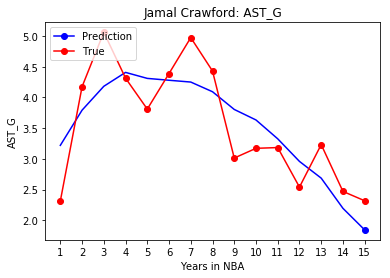 Jamal Crawford: AST_G
Prediction
True
5.0
4.5
4.0
3.5
3.0
2.5
2.0
AST_G
1 2 3 4 5 6 7 8 9 10 11 12 13 14 15
Years in NBA